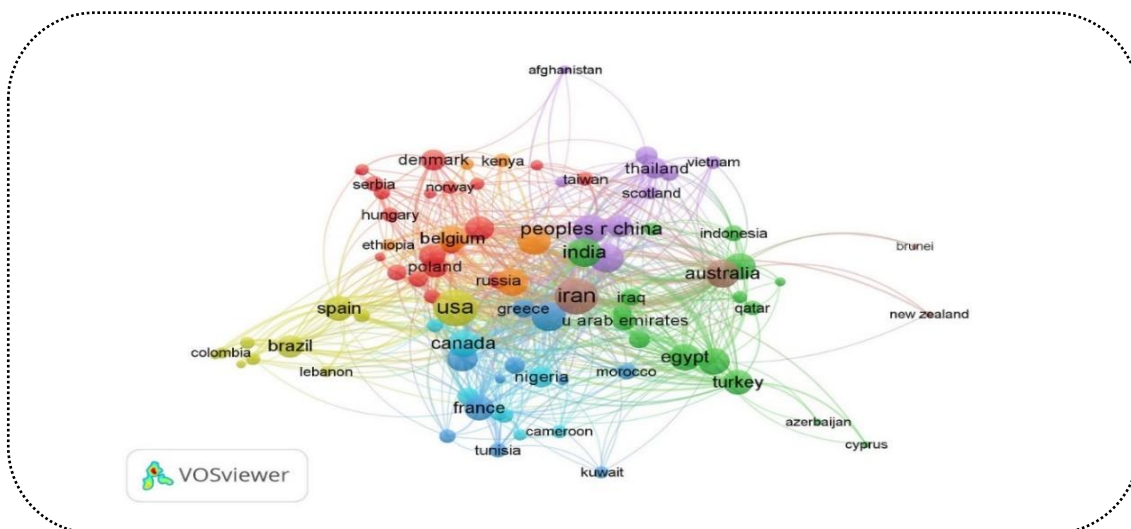 afghanistan
denmark
kenya
thailand
vietnam
serbia
norway
taiwan
scotland
hungary
peoples r china
indonesia
belgium
ethiopia
india
brunei
poland
russia
australia
iran
iraq
spain
usa
greece
qatar
new zealand
u arab emirates
canada
brazil
colombia
egypt
lebanon
nigeria
morocco
turkey
france
azerbaijan
cameroon
cyprus
tunisia
kuwait
VOSviewer